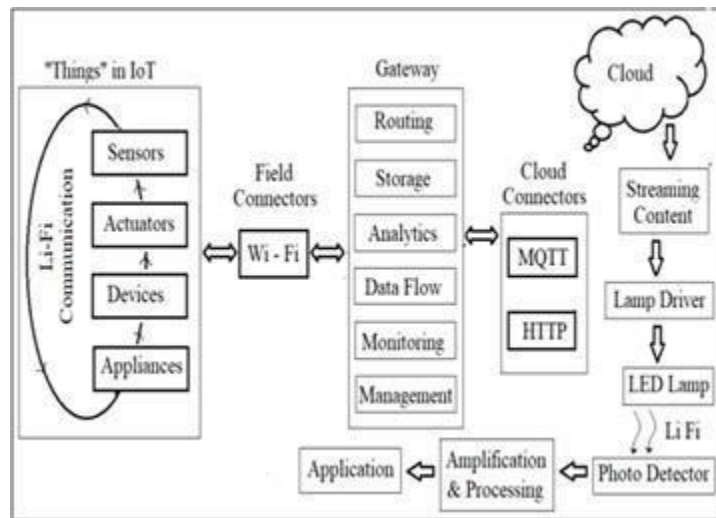 "Things" in IoT
Li-Fi
Communication
Sensors
Actuators
Devices
Appliances
Field
Connectors
Wi - Fi
Gateway
Routing
Storage
Analytics
Data Flow
Monitoring
Management
Cloud
Connectors
MQTT
HTTP
Cloud
Streaming
Content
Lamp Driver
LED Lamp
Li Fi
Photo Detector
Amplification
& Processing
Application